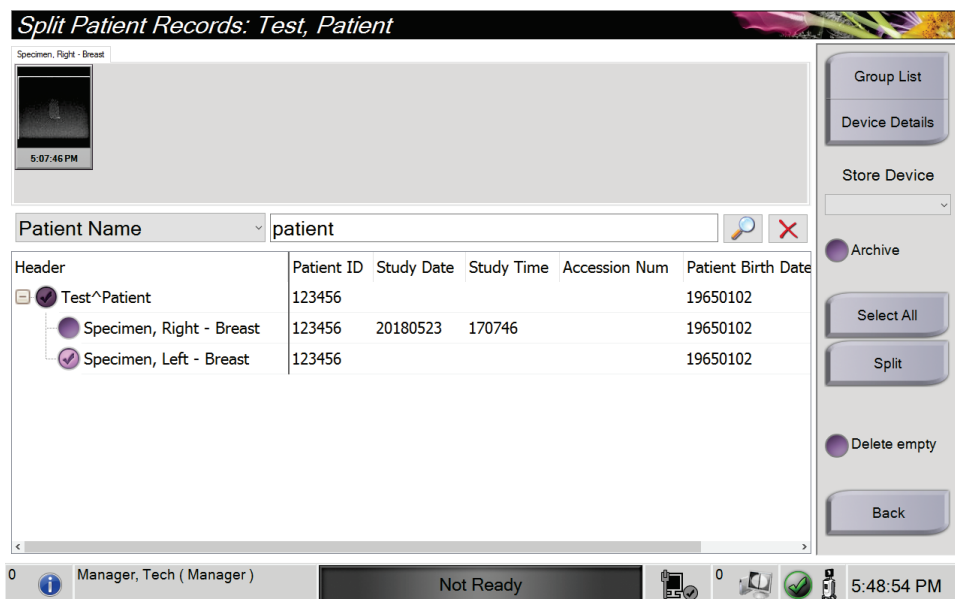 Split Patient Records: Test, Patient
Specimen, Right - Breast
5:07:46 PM
Group List
Device Details
Store Device
Archive
Patient Name patient
Header Patient ID Study Date Study Time Accession Num Patient Birth Date
Test^Patient 123456 19650102
Specimen, Right - Breast 123456 20180523 170746 19650102
Specimen, Left - Breast 123456 19650102
Select All
Split
Delete empty
Back
0 Manager, Tech ( Manager ) Not Ready 0 5:48:54 PM